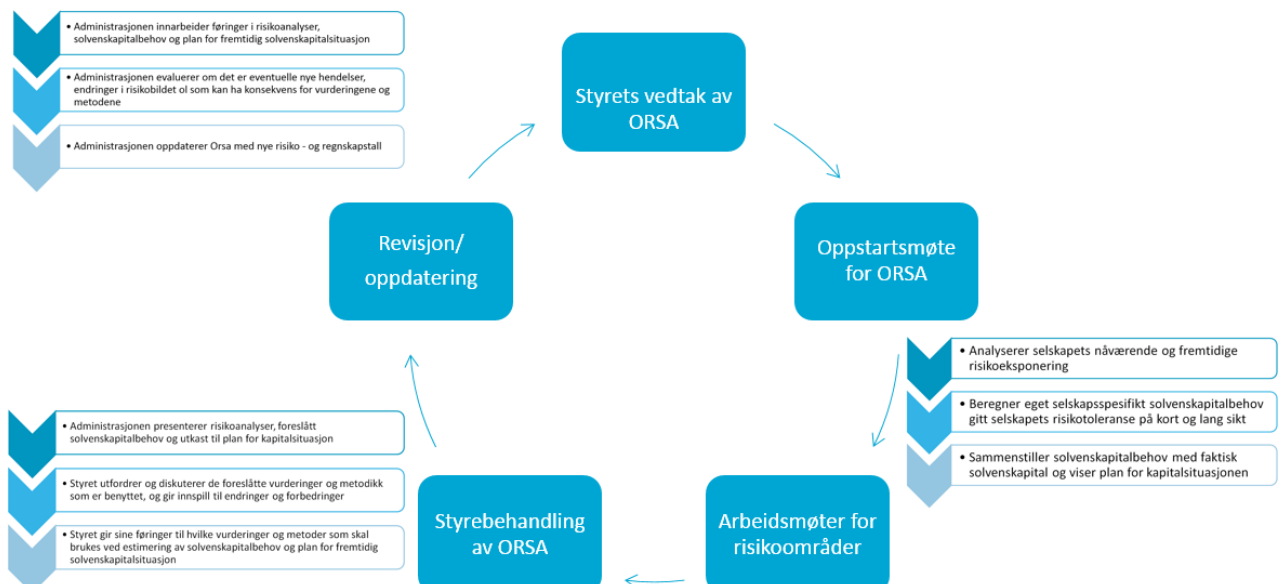 • Administrasjonen innarbeider føringer i risikoanalyser,
solvenskapitalbehov og plan for fremtidig solvenskapitalsituasjon
• Administrasjonen evaluerer om det er eventuelle nye hendelser,
endringer i risikobildet ol som kan ha konsekvens for vurderingene og
metodene
• Administrasjonen oppdaterer Orsa med nye risiko - og regnskapstall
Styrets vedtak av
ORSA
Oppstartsmøte
for ORSA
• Analyserer selskapets nåværende og fremtidige
risikoeksponering
• Beregner eget selskapsspesifikt solvenskapitalbehov
gitt selskapets risikotoleranse på kort og lang sikt
• Sammenstiller solvenskapitalbehov med faktisk
solvenskapital og viser plan for kapitalsituasjonen
Arbeidsmøter for
risikoområder
Styrebehandling
av ORSA
• Administrasjonen presenterer risikoanalyser, foreslått
solvenskapitalbehov og utkast til plan for kapitalsituasjon
• Styret utfordrer og diskuterer de foreslåtte vurderinger og metodikk
som er benyttet, og gir innspill til endringer og forbedringer
• Styret gir sine føringer til hvilke vurderinger og metoder som skal
brukes ved estimering av solvenskapitalbehov og plan for fremtidig
solvenskapitalsituasjon
Revisjon/
oppdatering